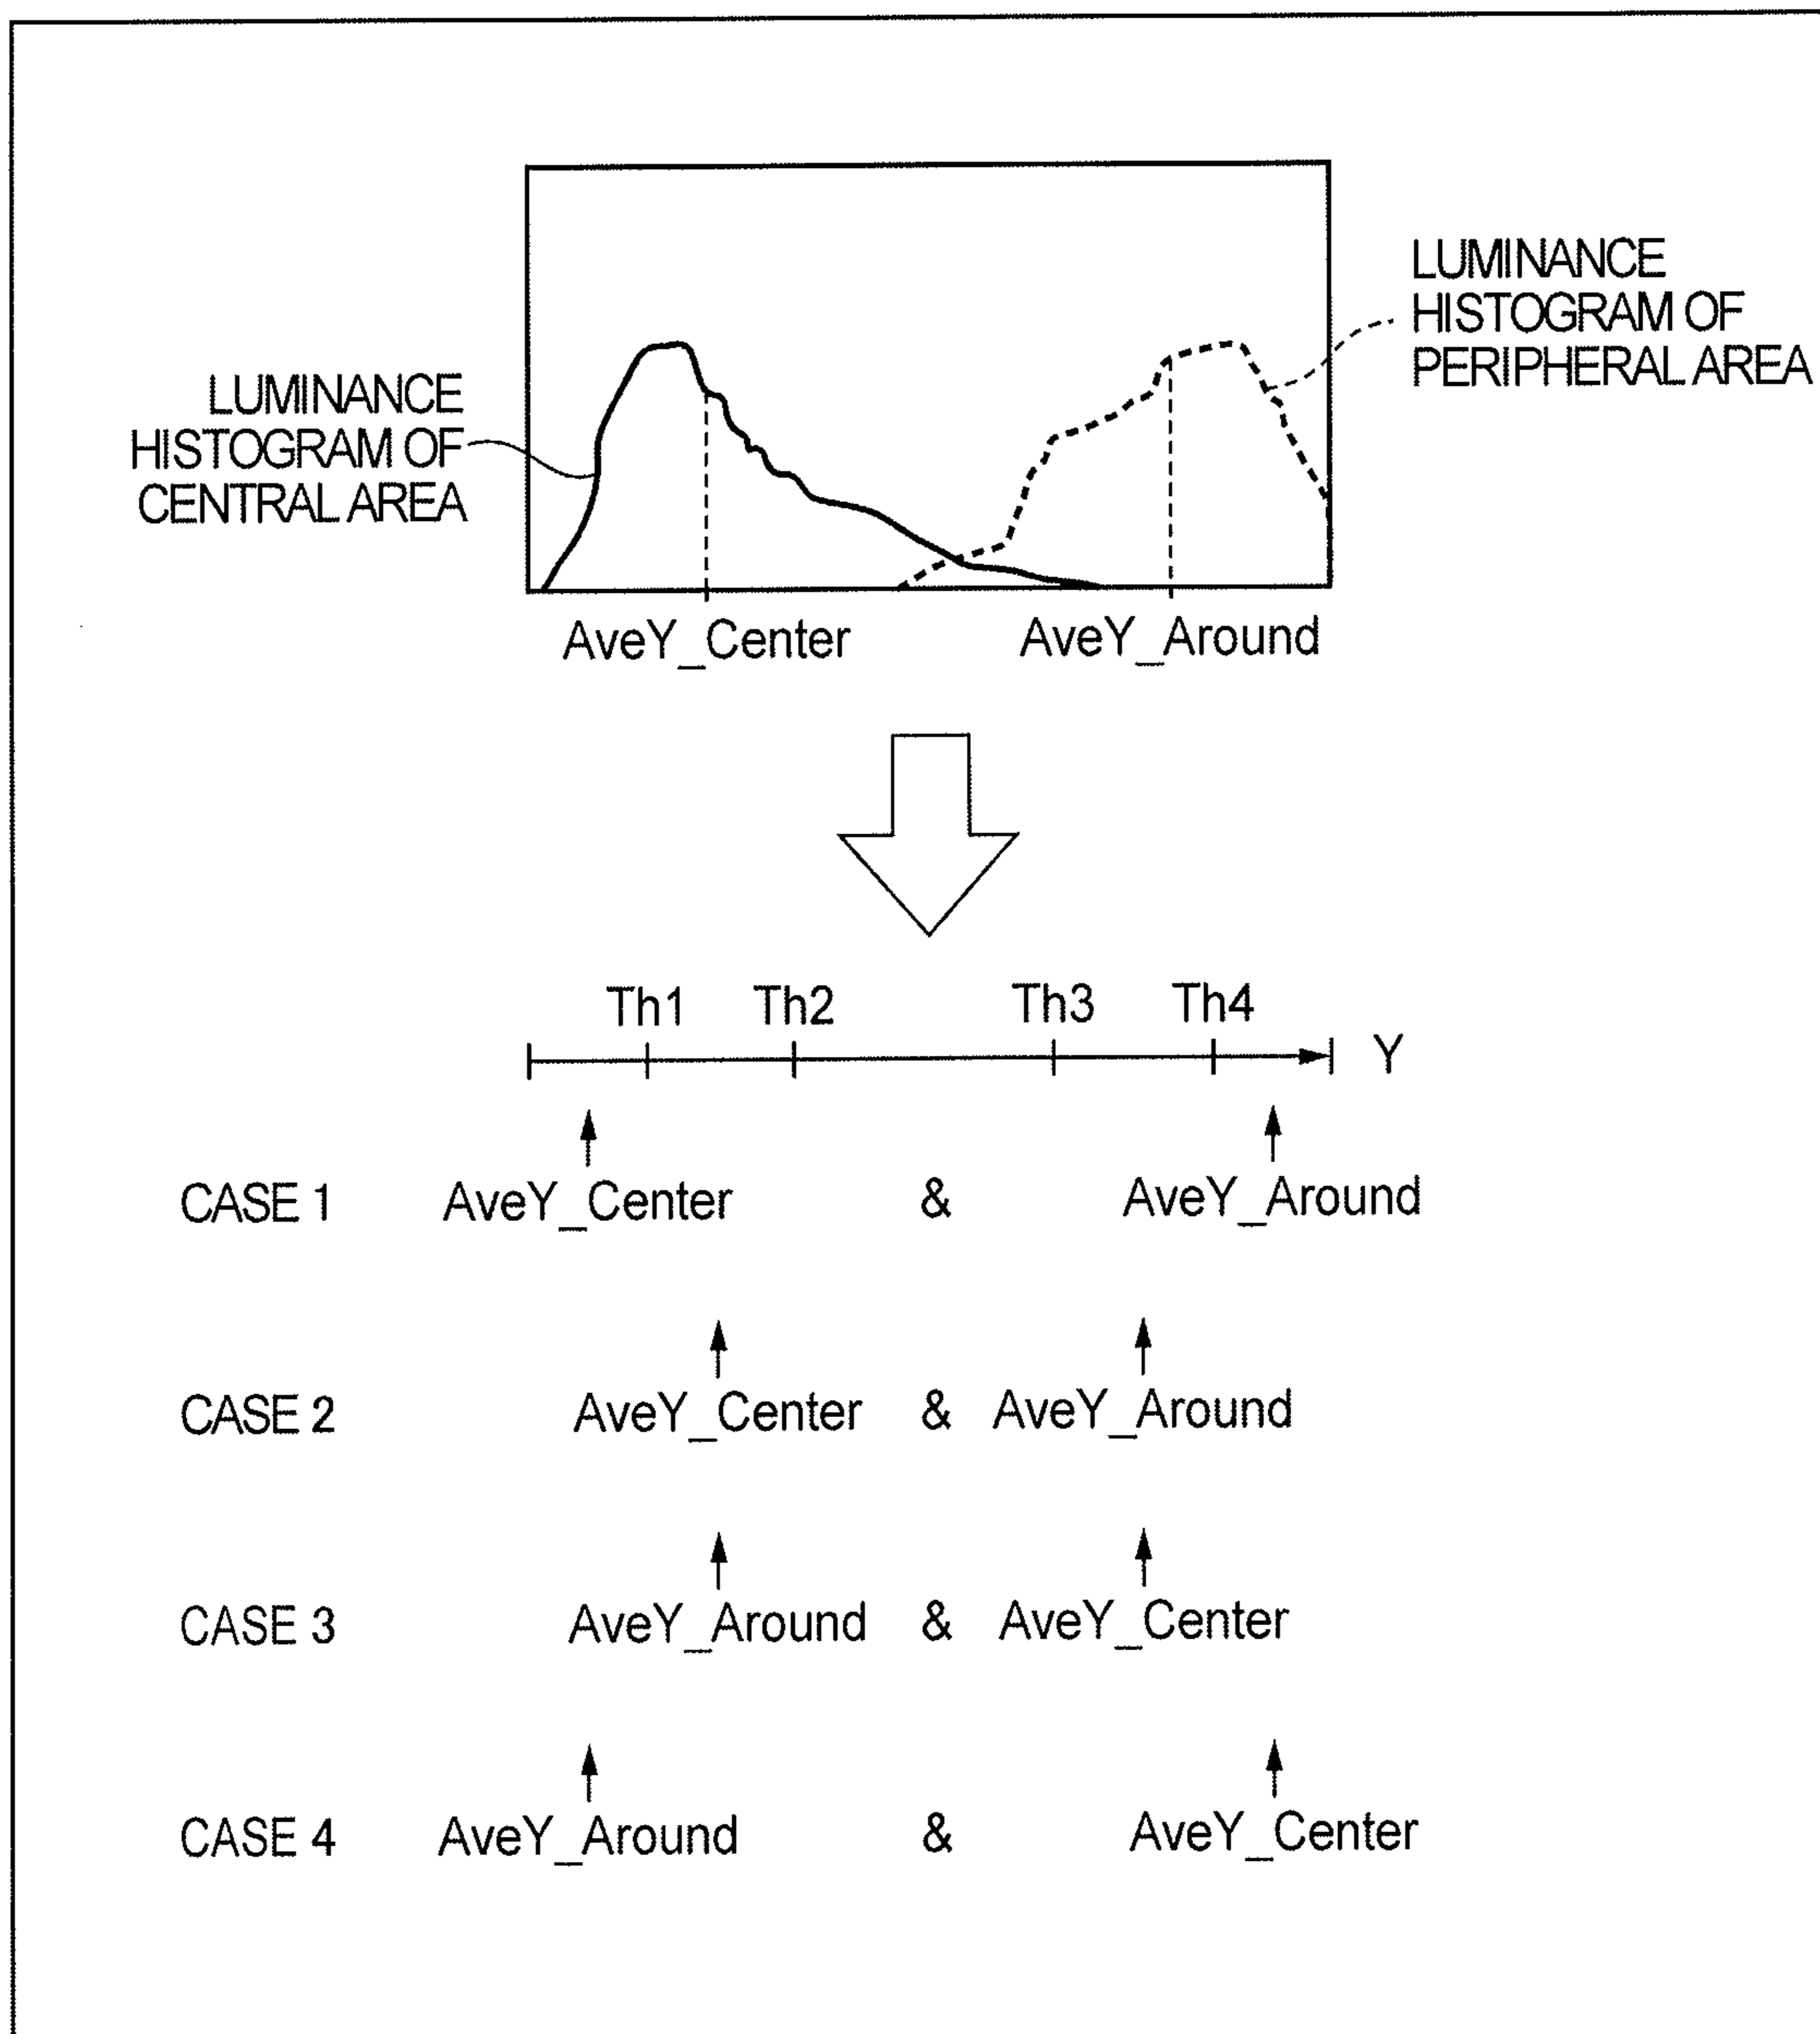 LUMINANCE
HISTOGRAM OF
PERIPHERAL AREA
LUMINANCE
HISTOGRAM OF
CENTRAL AREA
AveY_Center AveY_Around
Th1 Th2 Th3 Th4
Y
CASE 1 AveY_Center & AveY_Around
CASE 2 AveY_Center & AveY_Around
CASE 3 AveY_Around & AveY_Center
CASE 4 AveY_Around & AveY_Center